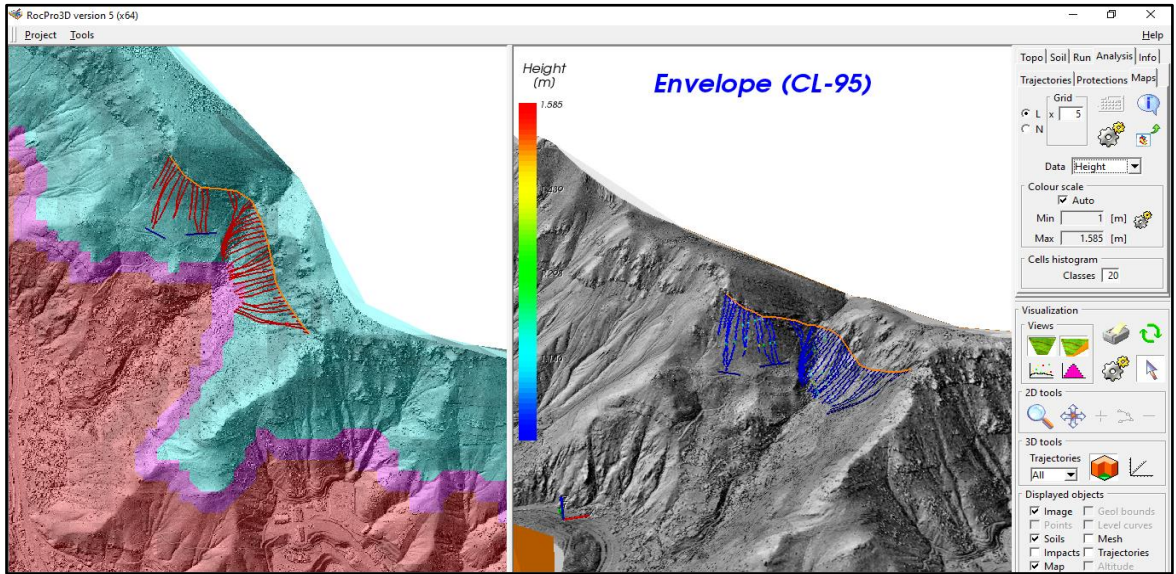 RocPro3D version 5 (x64)
Project Tools
Help
Height
(m)
1.585
Envelope (CL-95)
Topo Soil Run Analysis Info
Trajectories Protections Maps
Grid
L x 5
N
Data Height
Colour scale
Auto
Min 1 [m]
Max 1.585 [m]
Cells histogram
Classes 20
Visualization
Views
2D tools
3D tools
Trajectories
All
Displayed objects
Image Geol bounds
Points Level curves
Soils Mesh
Impacts Trajectories
Map Altitude